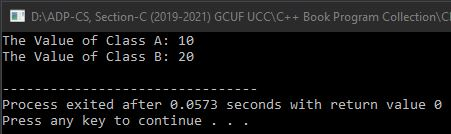 D:\ADP-CS, Section-C (2019-2021) GCUF UCC\C++ Book Program Collection\C
The Value of Class A: 10
The Value of Class B: 20
--------------------------------
Process exited after 0.0573 seconds with return value 0
Press any key to continue . . .